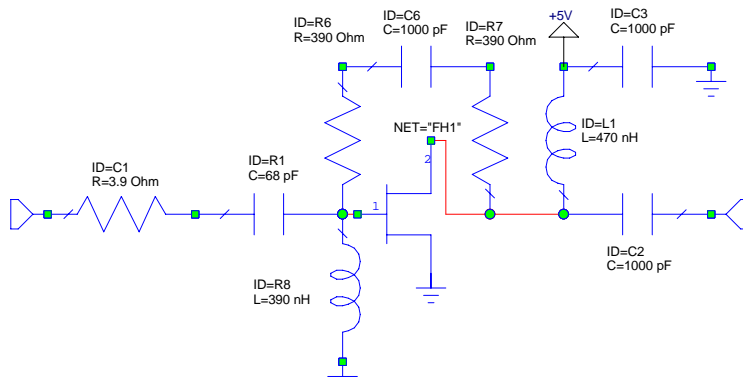 ID=R6
R=390 Ohm
ID=C6
C=1000 pF
ID=R7
R=390 Ohm
+5V
ID=C3
C=1000 pF
NET="FH1"
ID=L1
L=470 nH
2
ID=C1
R=3.9 Ohm
ID=R1
C=68 pF
1
ID=R8
L=390 nH
ID=C2
C=1000 pF